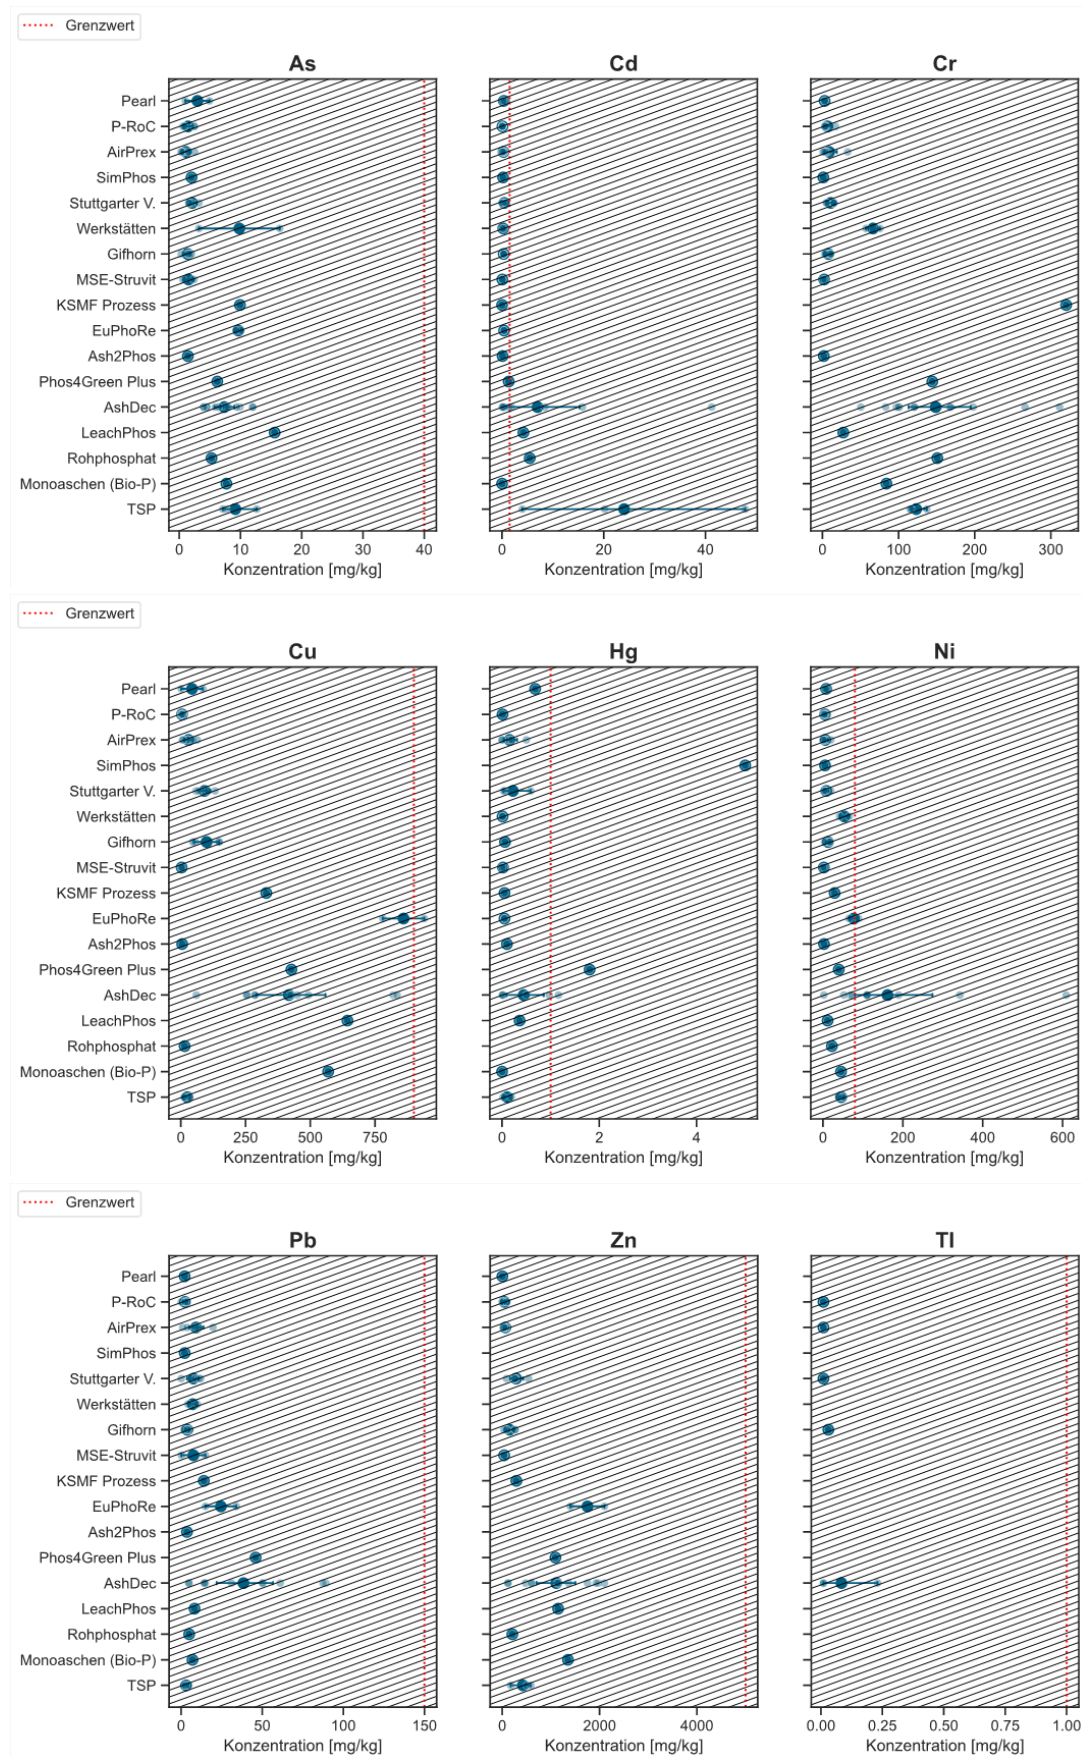 Grenzwert
As
Cd
Cr
Pearl
P-RoC
AirPrex
SimPhos
Stuttgarter V.
Werkstätten
Gifhorn
MSE-Struvit
KSMF Prozess
EuPhoRe
Ash2Phos
Phos4Green Plus
AshDec
LeachPhos
Rohphosphat
Monoaschen (Bio-P)
TSP
0 10 20 30 40
0 20 40
0 100 200 300
Konzentration [mg/kg]
Konzentration [mg/kg]
Konzentration [mg/kg]
Grenzwert
Cu
Hg
Ni
Pearl
P-RoC
AirPrex
SimPhos
Stuttgarter V.
Werkstätten
Gifhorn
MSE-Struvit
KSMF Prozess
EuPhoRe
Ash2Phos
Phos4Green Plus
AshDec
LeachPhos
Rohphosphat
Monoaschen (Bio-P)
TSP
0 250 500 750
0 2 4
0 200 400 600
Konzentration [mg/kg]
Konzentration [mg/kg]
Konzentration [mg/kg]
Grenzwert
Pb
Zn
Tl
Pearl
P-RoC
AirPrex
SimPhos
Stuttgarter V.
Werkstätten
Gifhorn
MSE-Struvit
KSMF Prozess
EuPhoRe
Ash2Phos
Phos4Green Plus
AshDec
LeachPhos
Rohphosphat
Monoaschen (Bio-P)
TSP
0 50 100 150
0 2000 4000
0.00 0.25 0.50 0.75 1.00
Konzentration [mg/kg]
Konzentration [mg/kg]
Konzentration [mg/kg]